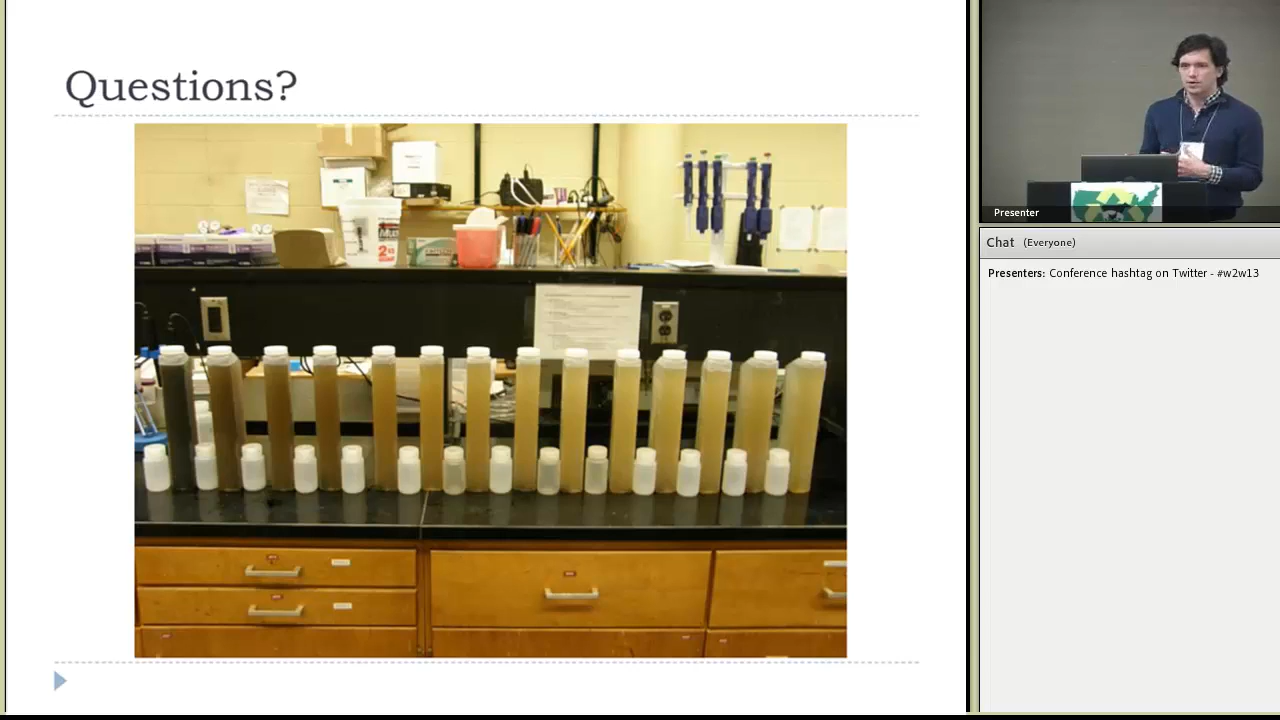 Questions?
Presenter
Chat (Everyone)
Presenters: Conference hashtag on Twitter - #w2w13